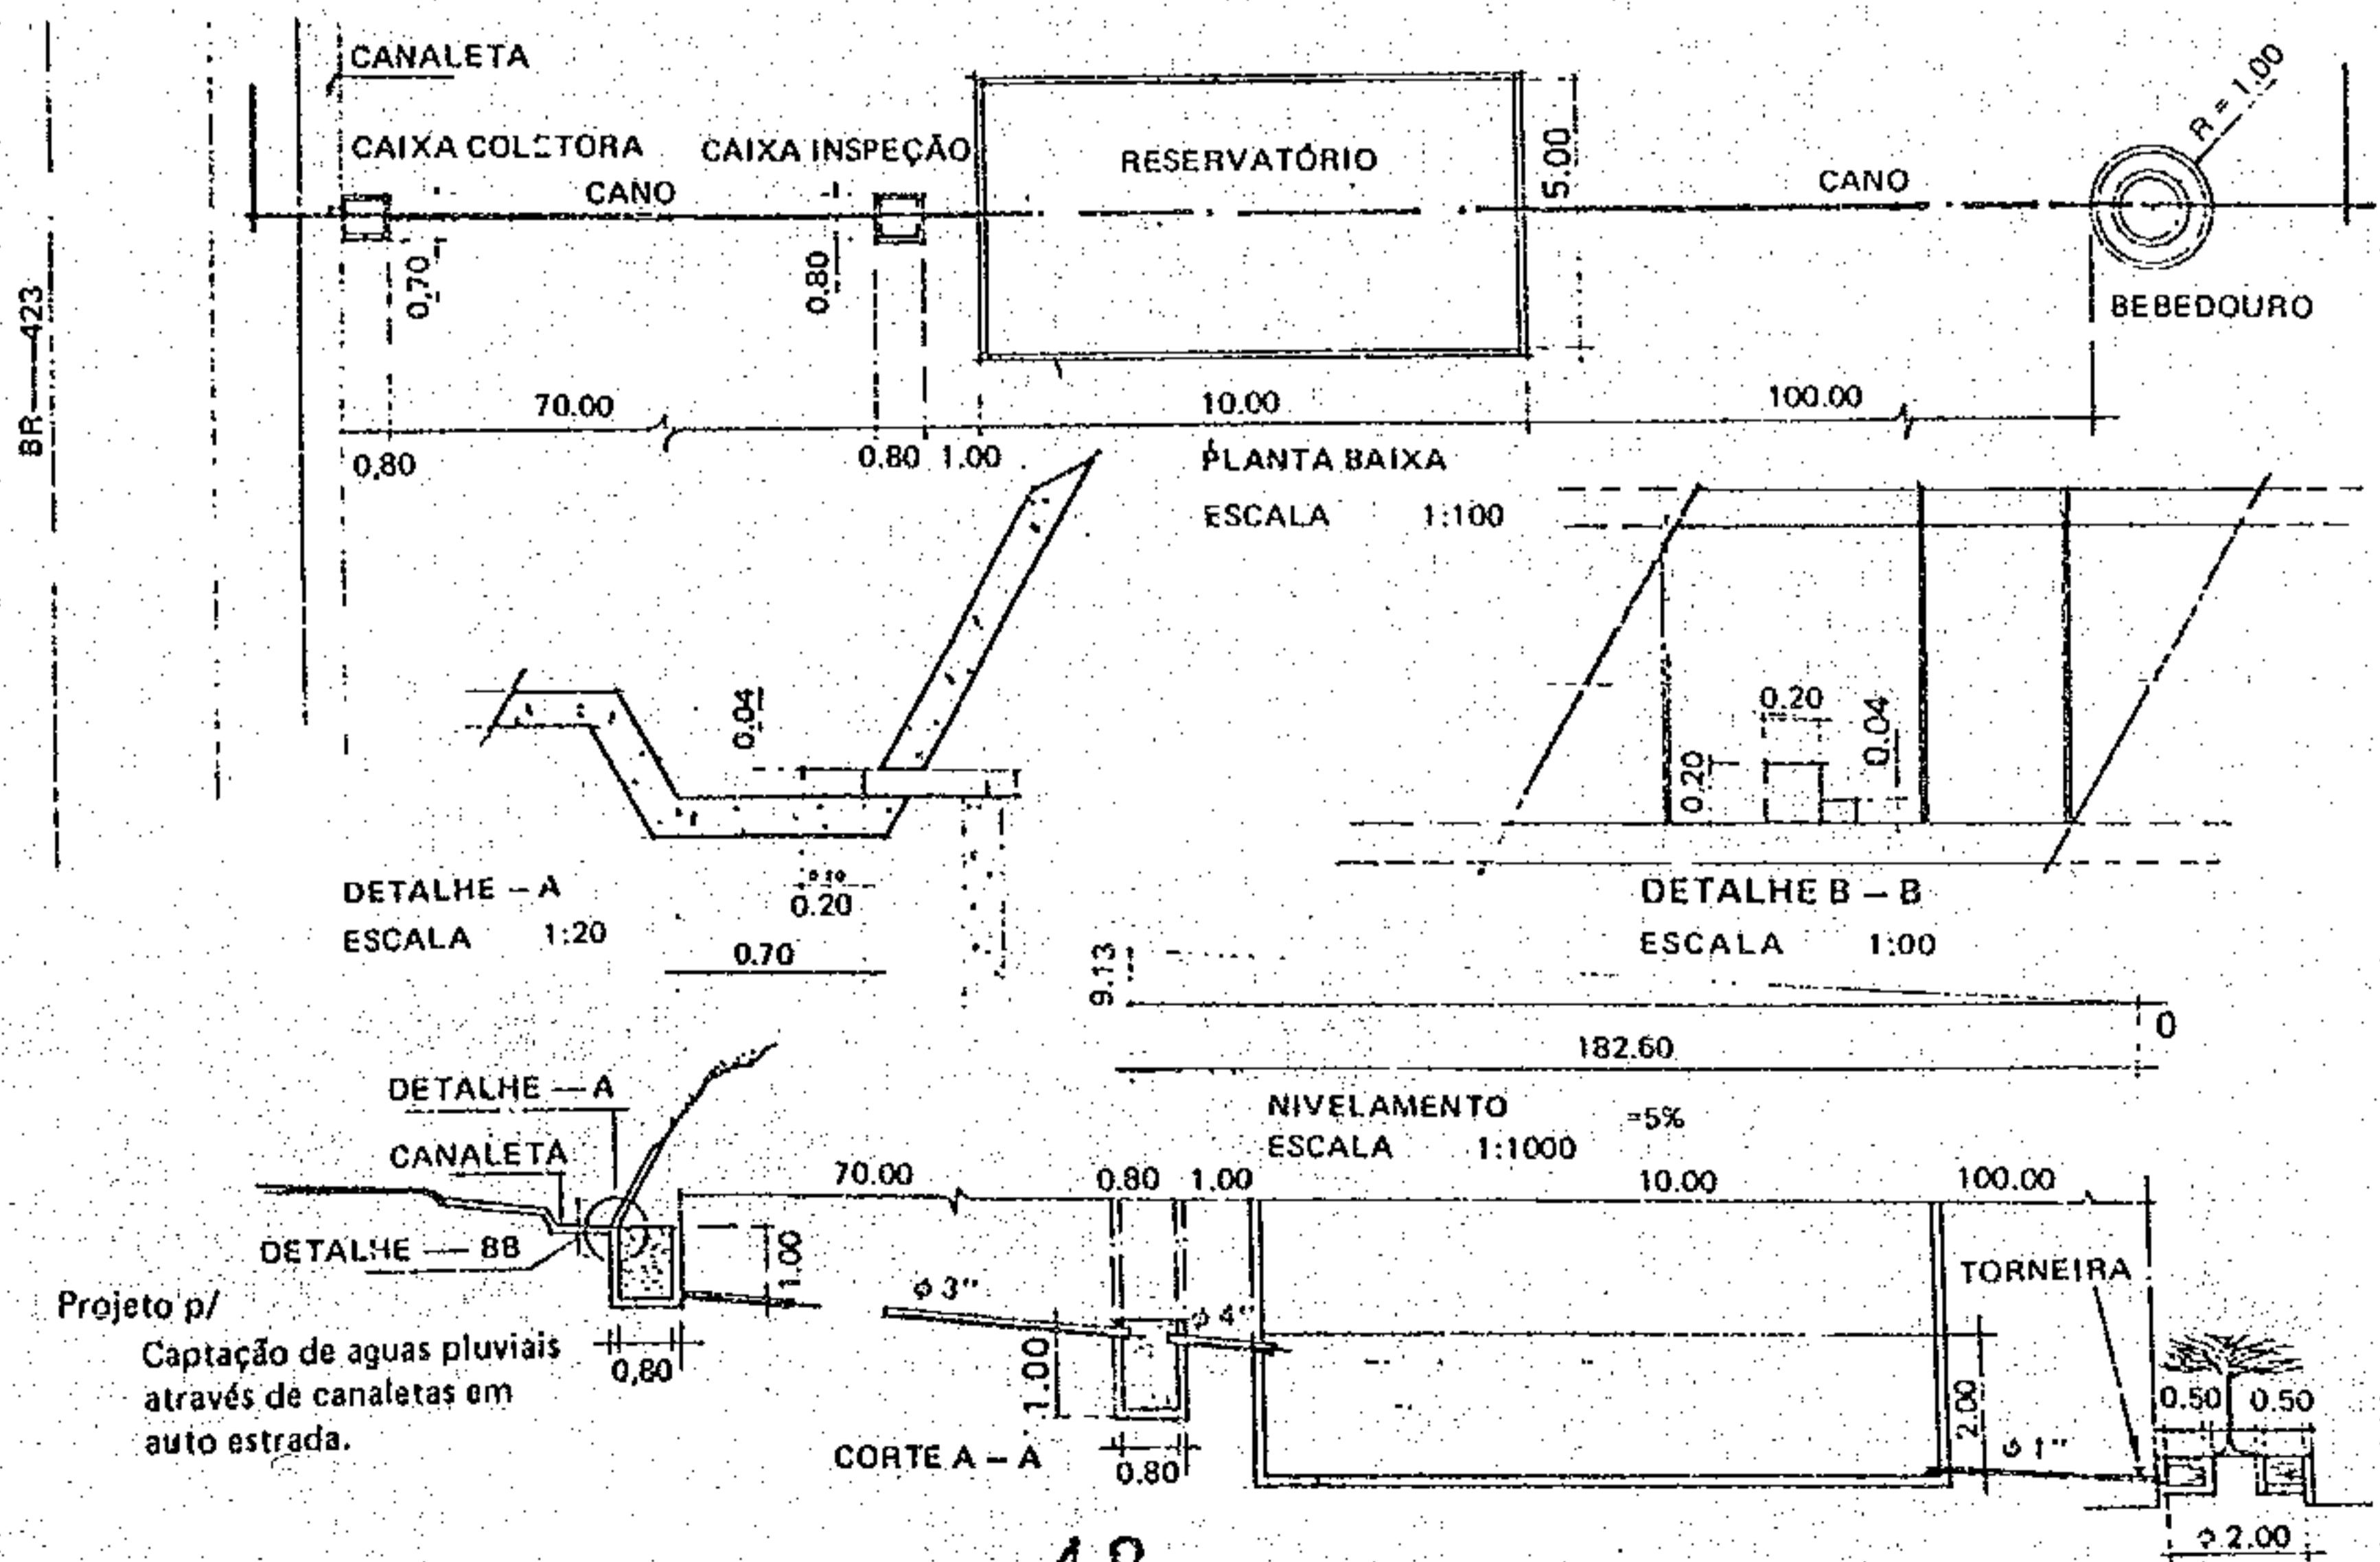 CANALETA
CAIXA COLETORA
CAIXA INSPEÇÃO
RESERVATÓRIO
5.00
R = 1.00
CANO
CANO
0,70
0.80
BEBEDOURO
BR—423
70.00
10.00
100.00
0,80
0.80 1.00
PLANTA BAIXA
ESCALA 1:100
0.04
0.20
0.04
0.20
0.20
0.70
DETALHE – A
ESCALA 1:20
DETALHE B – B
ESCALA 1:00
9.13
0
182.60
NIVELAMENTO =5%
ESCALA 1:1000
DETALHE — A
CANALETA
DETALHE — BB
70.00
0.80 1.00
10.00
100.00
1.00
ϕ 3"
ϕ 4"
TORNEIRA
Projeto p/
Captação de aguas pluviais
através de canaletas em
auto estrada.
0,80
1.00
CORTE A – A
0.80
2.00
ϕ 1"
0.50 0.50
ϕ 2.00